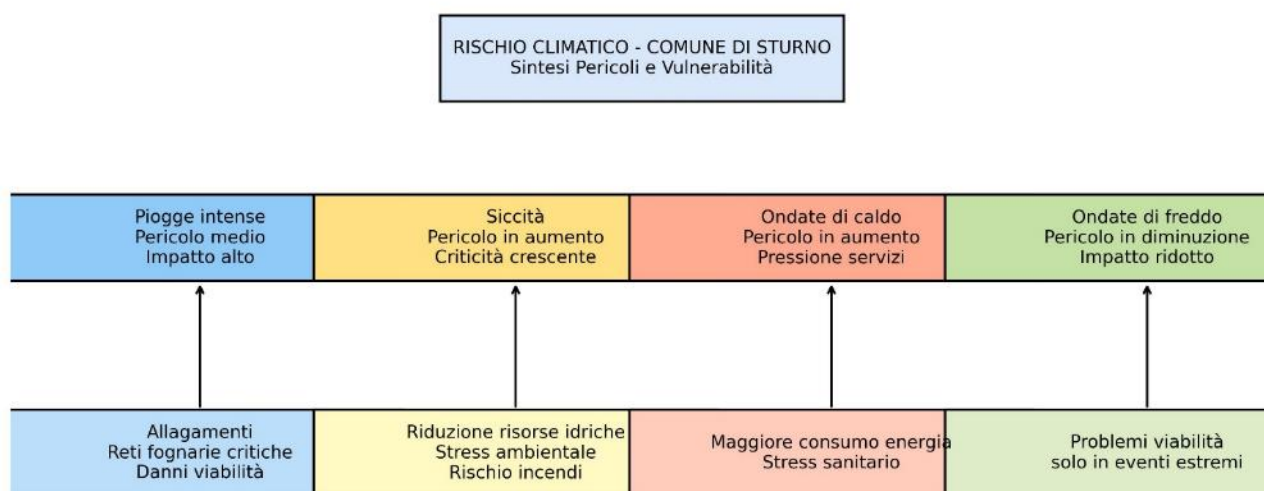 RISCHIO CLIMATICO - COMUNE DI STURNO
Sintesi Pericoli e Vulnerabilità
Piogge intense
Pericolo medio
Impatto alto
Siccità
Pericolo in aumento
Criticità crescente
Ondate di caldo
Pericolo in aumento
Pressione servizi
Ondate di freddo
Pericolo in diminuzione
Impatto ridotto
Allagamenti
Reti fognarie critiche
Danni viabilità
Riduzione risorse idriche
Stress ambientale
Rischio incendi
Maggiore consumo energia
Stress sanitario
Problemi viabilità
solo in eventi estremi